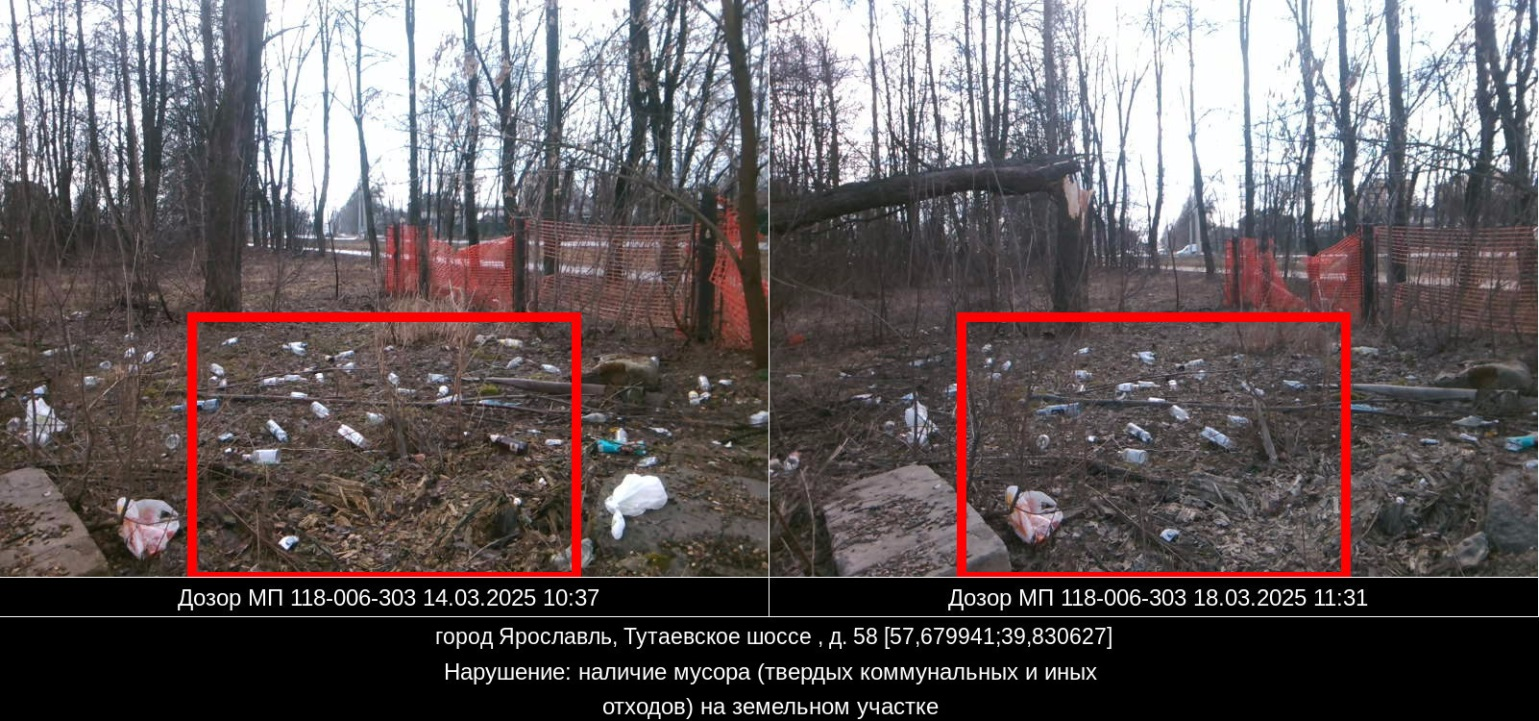 Дозор МП 118-006-303 14.03.2025 10:37
Дозор МП 118-006-303 18.03.2025 11:31
город Ярославль, Тутаевское шоссе , д. 58 [57,679941;39,830627]
Нарушение: наличие мусора (твердых коммунальных и иных
отходов) на земельном участке